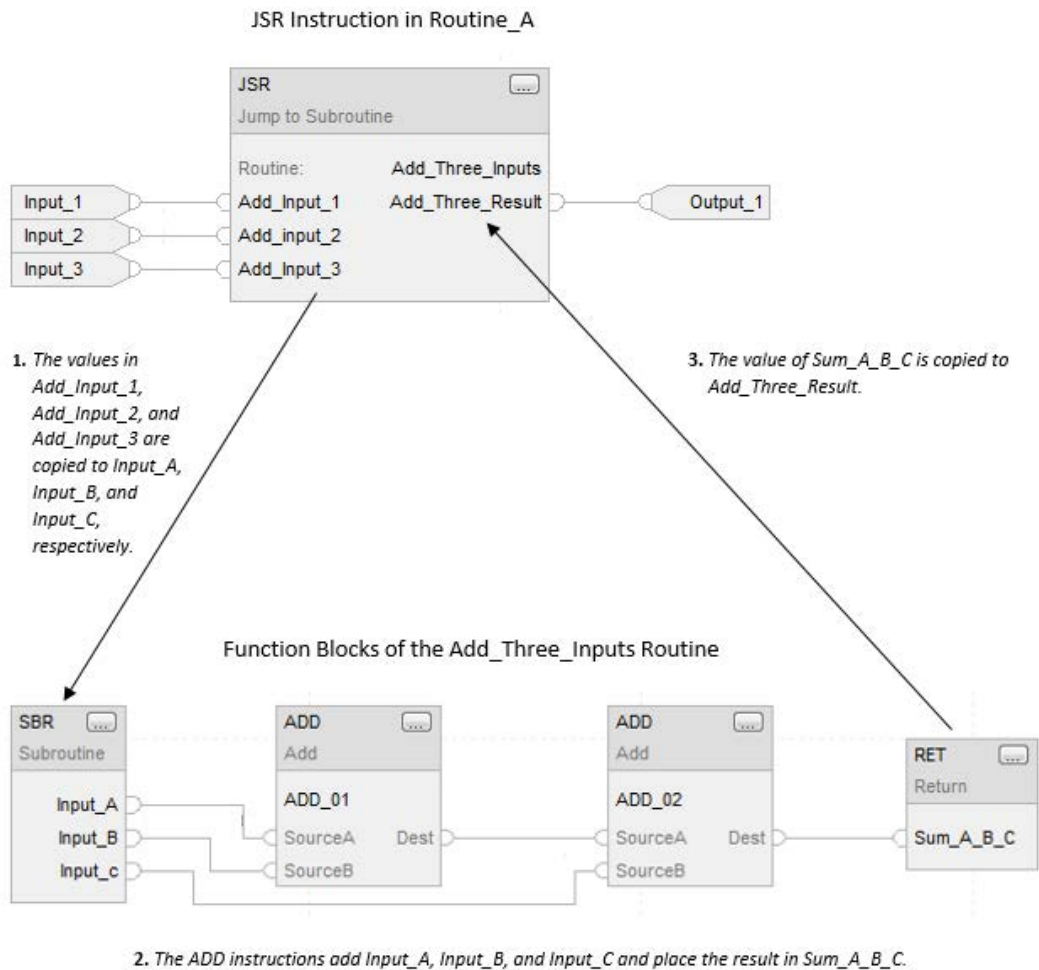 JSR Instruction in Routine_A
JSR ...
Jump to Subroutine
Routine: Add_Three_Inputs
Input_1 Add_Input_1 Add_Three_Result Output_1
Input_2 Add_input_2
Input_3 Add_Input_3
1. The values in
Add_Input_1,
Add_Input_2, and
Add_Input_3 are
copied to Input_A,
Input_B, and
Input_C,
respectively.
3. The value of Sum_A_B_C is copied to
Add_Three_Result.
Function Blocks of the Add_Three_Inputs Routine
SBR ...
Subroutine
Input_A
Input_B
Input_c
ADD ...
Add
ADD_01
SourceA Dest
SourceB
ADD ...
Add
ADD_02
SourceA Dest
SourceB
RET ...
Return
Sum_A_B_C
2. The ADD instructions add Input_A, Input_B, and Input_C and place the result in Sum_A_B_C.